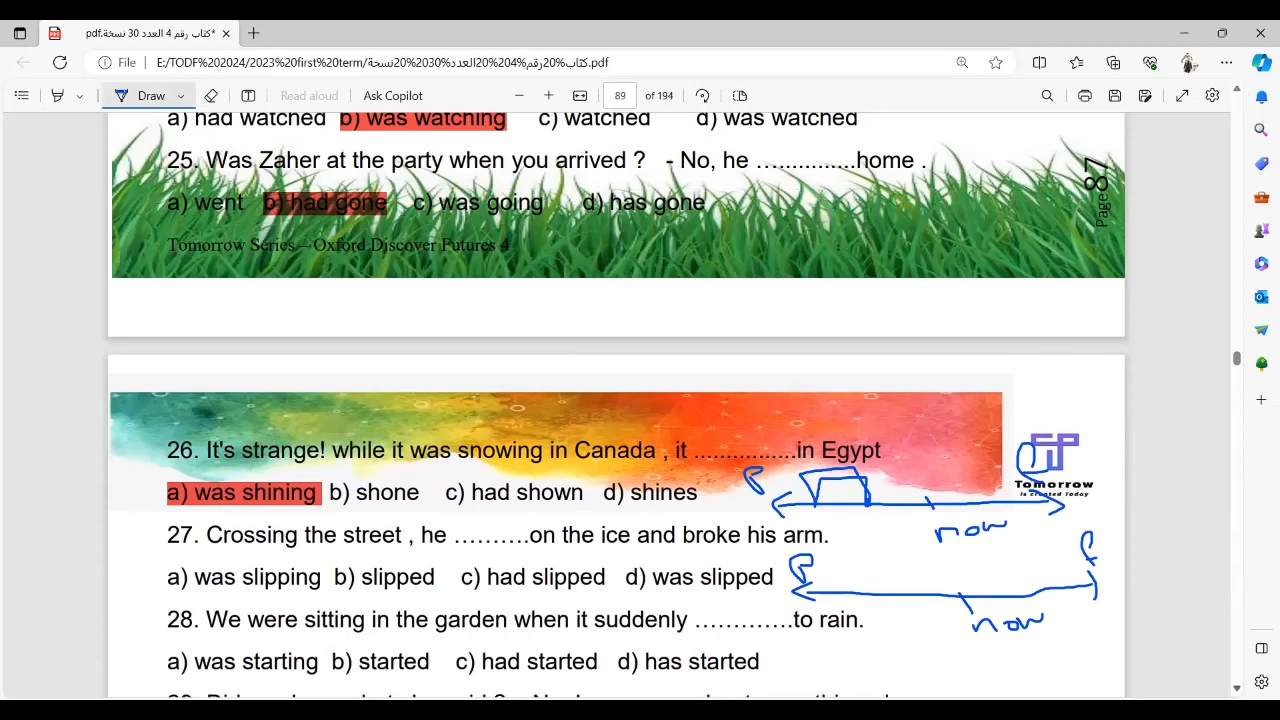 كتاب رقم 4 العدد 30 نسخة.pdf*
File E:/TODF%202024/2023%20first%20term/كتاب%20رقم%204%20العدد%2030%20نسخة.pdf
Draw Read aloud Ask Copilot 89 of 194
a) had watched b) was watching c) watched d) was watched
25. Was Zaher at the party when you arrived ? - No, he ...............home .
a) went b) had gone c) was going d) has gone
Page87
Tomorrow Series – Oxford Discover Futures 4
26. It's strange! while it was snowing in Canada , it ................in Egypt
a) was shining b) shone c) had shown d) shines
Tomorrow
is created Today
now
27. Crossing the street , he ……….on the ice and broke his arm.
a) was slipping b) slipped c) had slipped d) was slipped
now
28. We were sitting in the garden when it suddenly ………….to rain.
a) was starting b) started c) had started d) has started